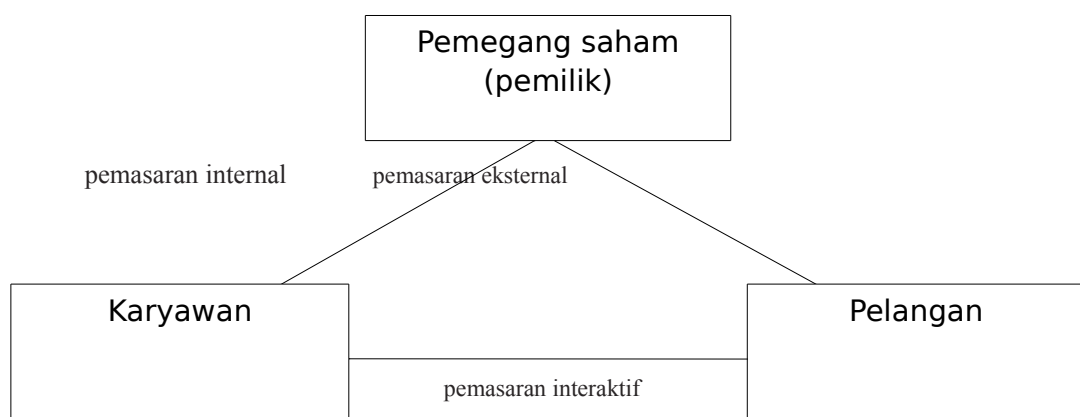 Pemegang saham
(pemilik)
pemasaran internal
pemasaran eksternal
Karyawan
Pelangan
pemasaran interaktif